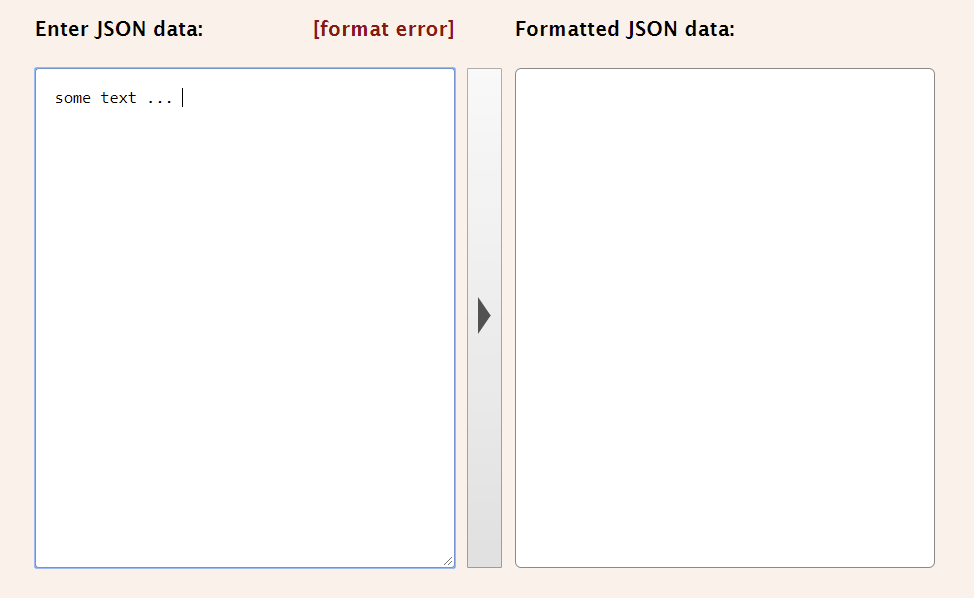 Enter JSON data: [format error] Formatted JSON data:
some text ...